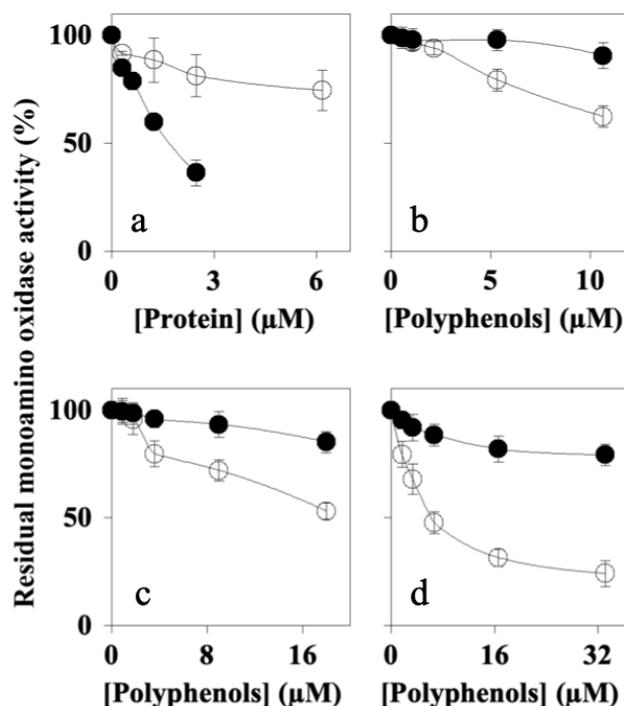 Residual monoamino oxidase activity (%)
100
50
0
a
0 3 6
[Protein] (µM)
b
0 5 10
[Polyphenols] (µM)
100
50
0
c
0 8 16
[Polyphenols] (µM)
d
0 16 32
[Polyphenols] (µM)